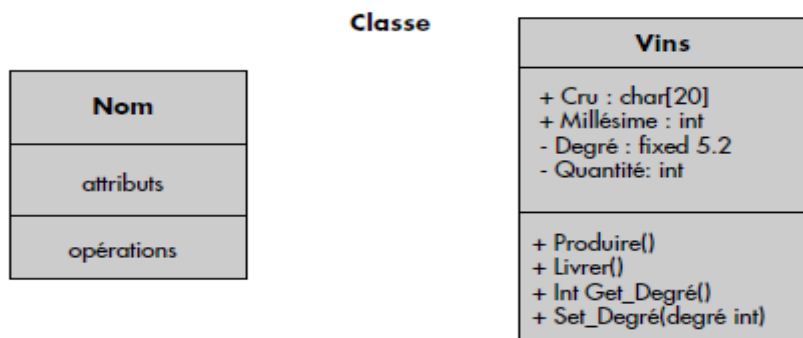 Classe
Nom
attributs
opérations
Vins
+ Cru : char[20]
+ Millésime : int
- Degré : fixed 5.2
- Quantité: int
+ Produire()
+ Livrer()
+ Int Get_Degré()
+ Set_Degré(degré int)